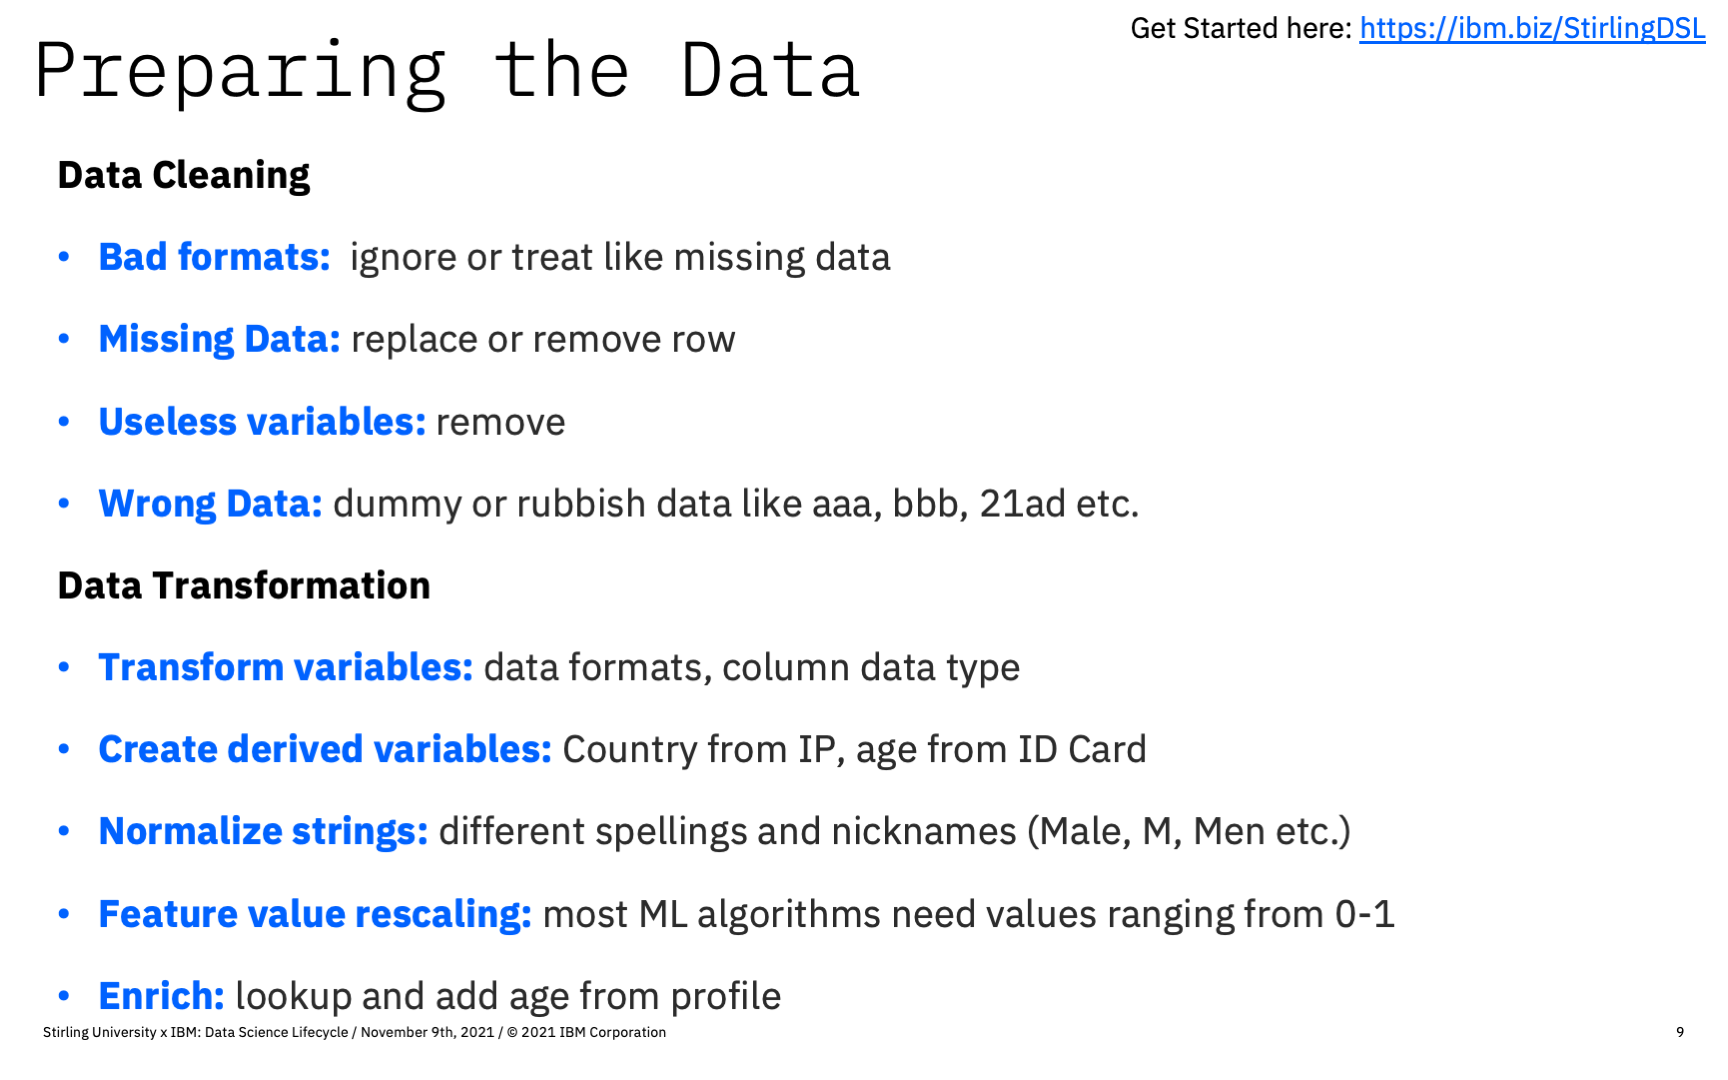 Get Started here: https://ibm.biz/StirlingDSL
Preparing the Data
Data Cleaning
• Bad formats: ignore or treat like missing data
• Missing Data: replace or remove row
• Useless variables: remove
• Wrong Data: dummy or rubbish data like aaa, bbb, 21ad etc.
Data Transformation
• Transform variables: data formats, column data type
• Create derived variables: Country from IP, age from ID Card
• Normalize strings: different spellings and nicknames (Male, M, Men etc.)
• Feature value rescaling: most ML algorithms need values ranging from 0-1
• Enrich: lookup and add age from profile
Stirling University x IBM: Data Science Lifecycle / November 9th, 2021 / © 2021 IBM Corporation
9